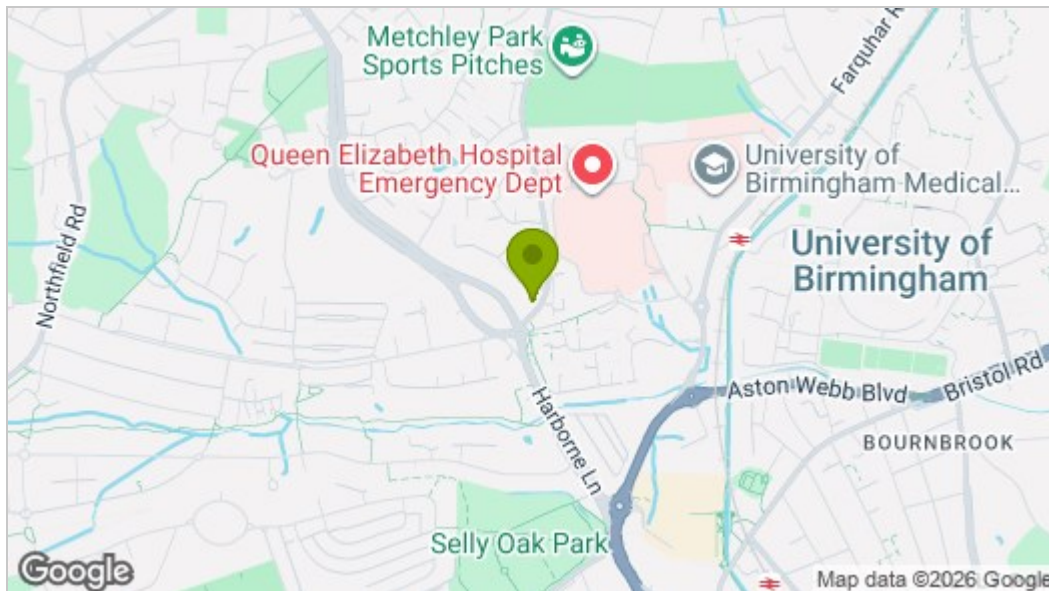 Metchley Park
Sports Pitches
Farquhar R
Queen Elizabeth Hospital
Emergency Dept
University of
Birmingham Medical...
Northfield Rd
University of
Birmingham
Harborne Ln
Aston Webb Blvd
Bristol Rd
BOURNBROOK
Selly Oak Park
Google
Map data ©2026 Google